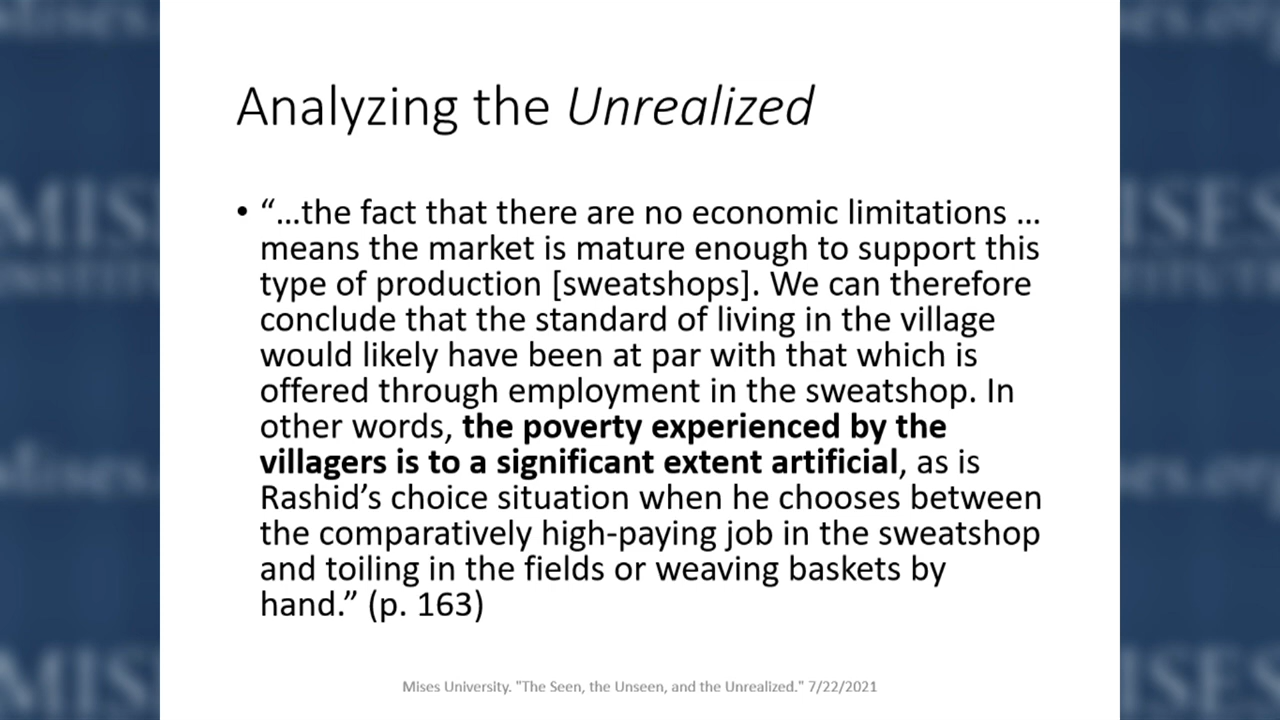 Analyzing the Unrealized
• “…the fact that there are no economic limitations …
means the market is mature enough to support this
type of production [sweatshops]. We can therefore
conclude that the standard of living in the village
would likely have been at par with that which is
offered through employment in the sweatshop. In
other words, the poverty experienced by the
villagers is to a significant extent artificial, as is
Rashid’s choice situation when he chooses between
the comparatively high-paying job in the sweatshop
and toiling in the fields or weaving baskets by
hand.” (p. 163)
Mises University. "The Seen, the Unseen, and the Unrealized." 7/22/2021